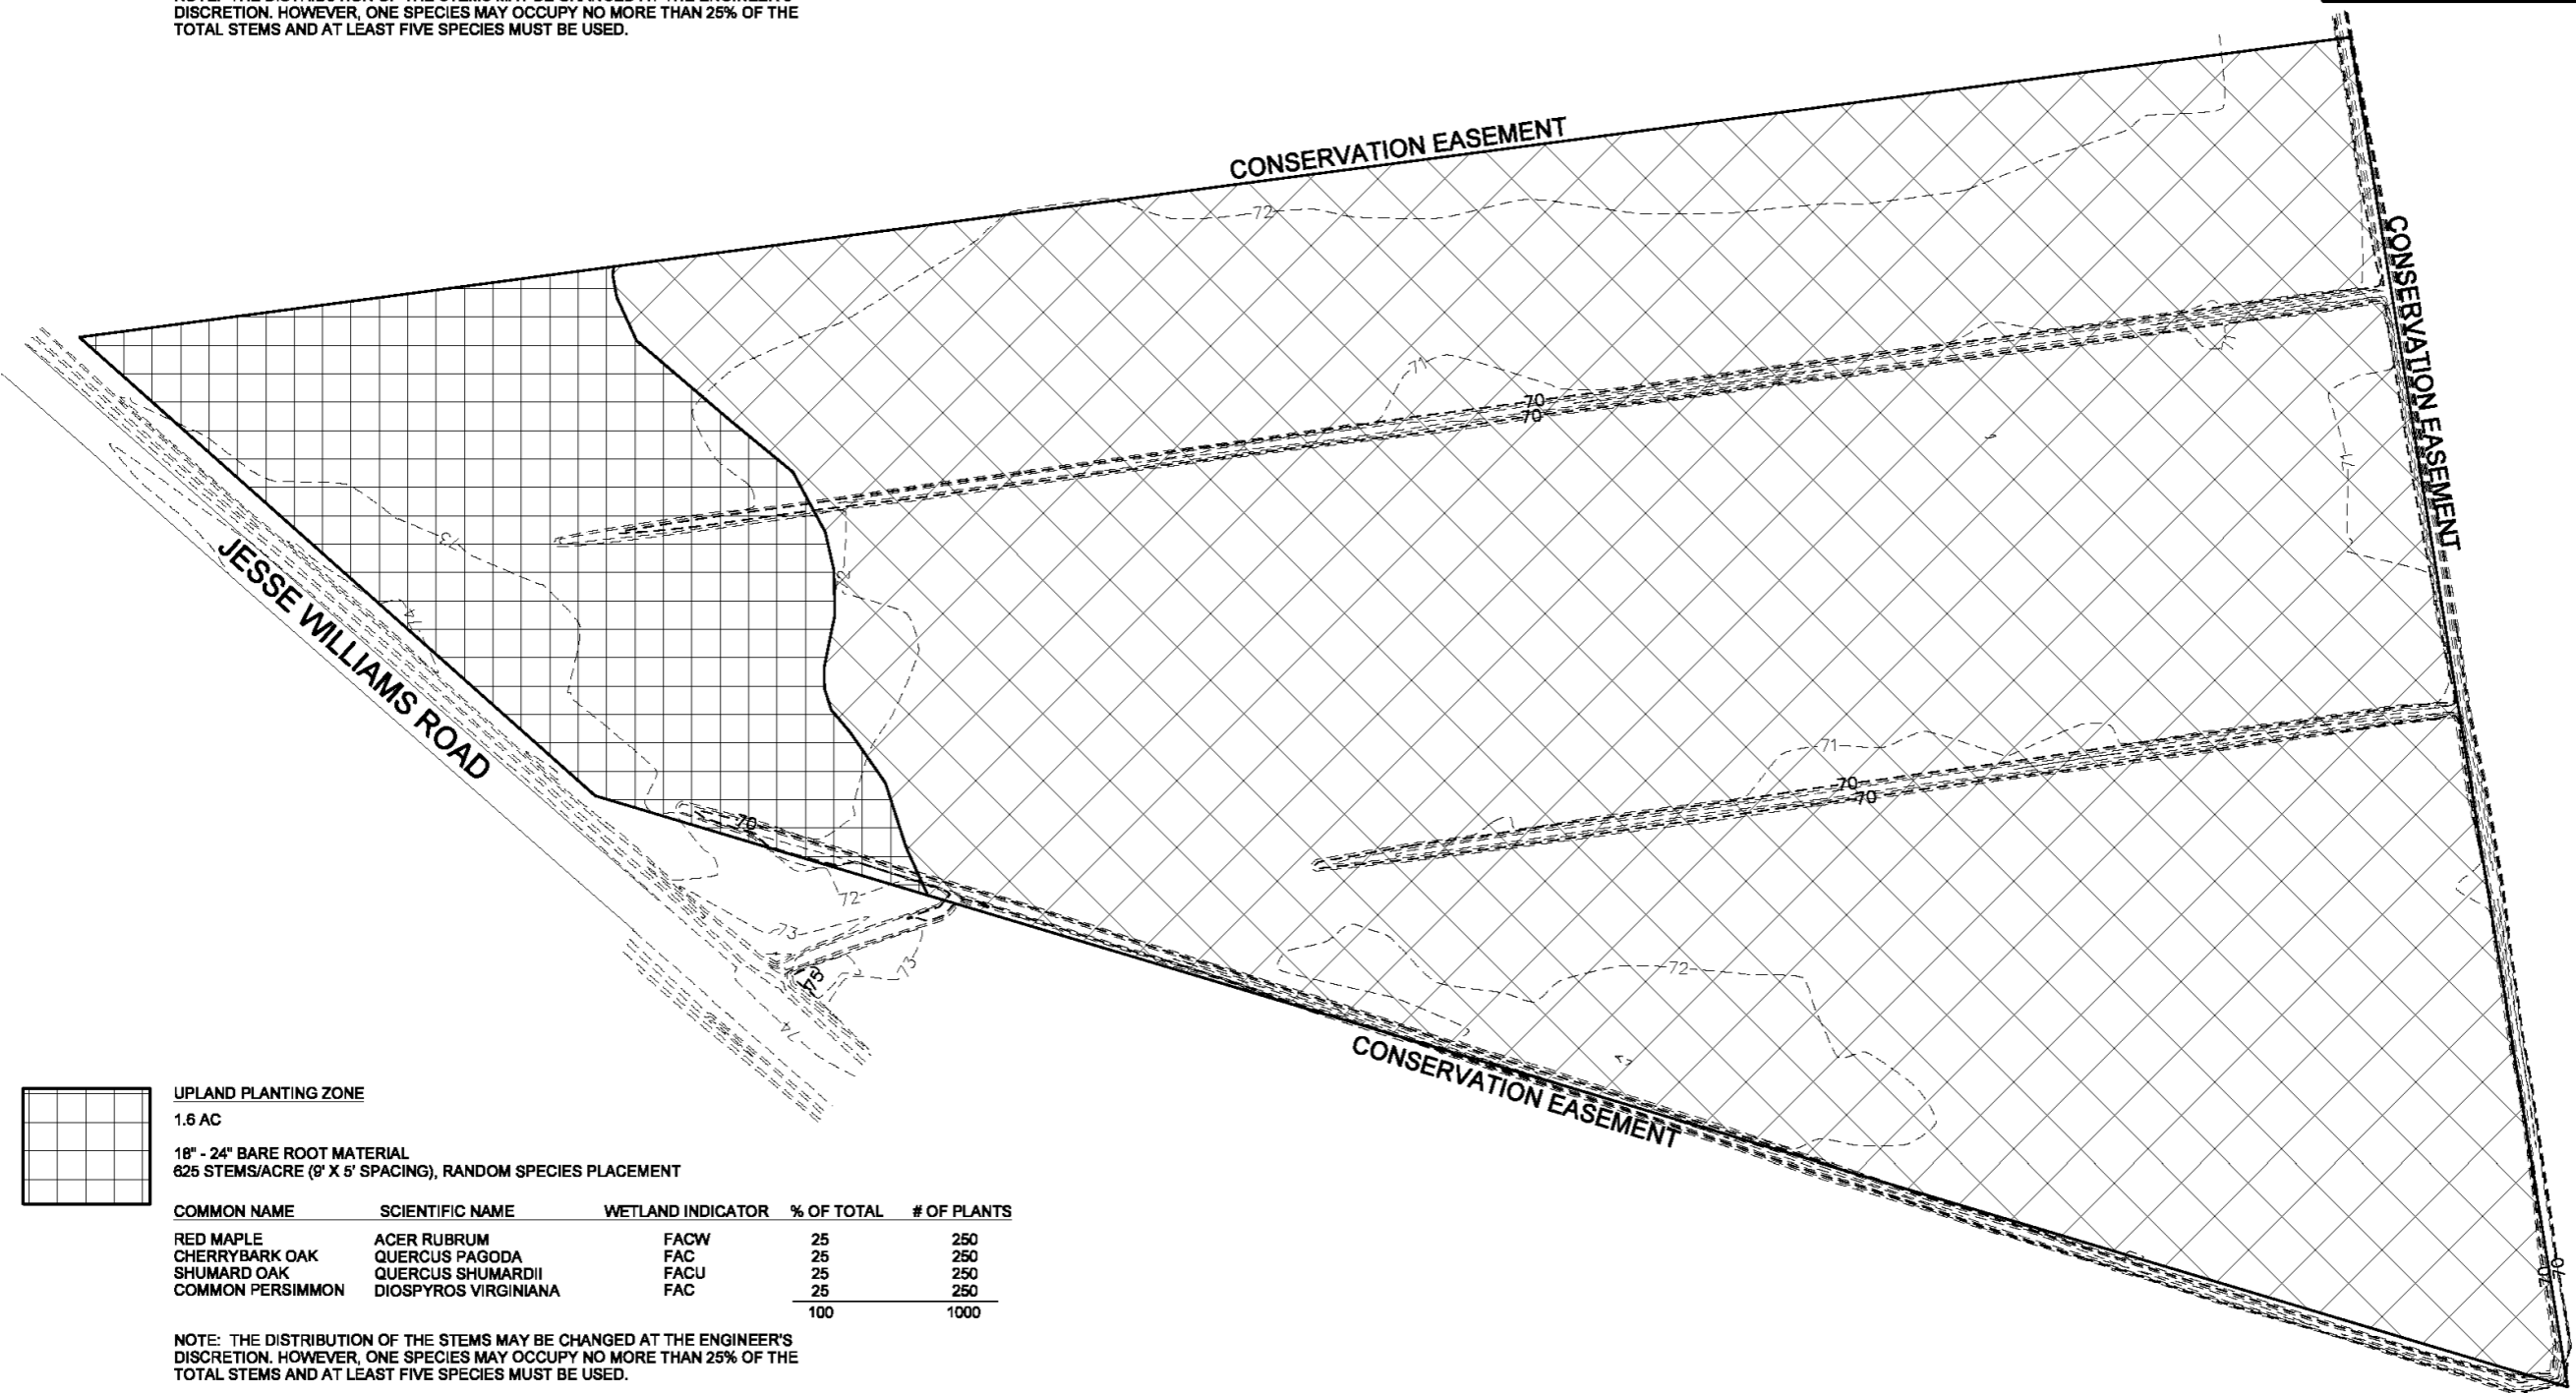 DISCRETION. HOWEVER, ONE SPECIES MAY OCCUPY NO MORE THAN 25% OF THE
TOTAL STEMS AND AT LEAST FIVE SPECIES MUST BE USED.
CONSERVATION EASEMENT
72
CONSERVATION EASEMENT
71
70
70
71
73
72
JESSE WILLIAMS ROAD
74
71
70
70
70
72
73
73
74
72
74
CONSERVATION EASEMENT
70
70
UPLAND PLANTING ZONE
1.6 AC
18" - 24" BARE ROOT MATERIAL
625 STEMS/ACRE (9' X 5' SPACING), RANDOM SPECIES PLACEMENT
COMMON NAME SCIENTIFIC NAME WETLAND INDICATOR % OF TOTAL # OF PLANTS
RED MAPLE ACER RUBRUM FACW 25 250
CHERRYBARK OAK QUERCUS PAGODA FAC 25 250
SHUMARD OAK QUERCUS SHUMARDII FACU 25 250
COMMON PERSIMMON DIOSPYROS VIRGINIANA FAC 25 250
100 1000
NOTE: THE DISTRIBUTION OF THE STEMS MAY BE CHANGED AT THE ENGINEER'S
DISCRETION. HOWEVER, ONE SPECIES MAY OCCUPY NO MORE THAN 25% OF THE
TOTAL STEMS AND AT LEAST FIVE SPECIES MUST BE USED.